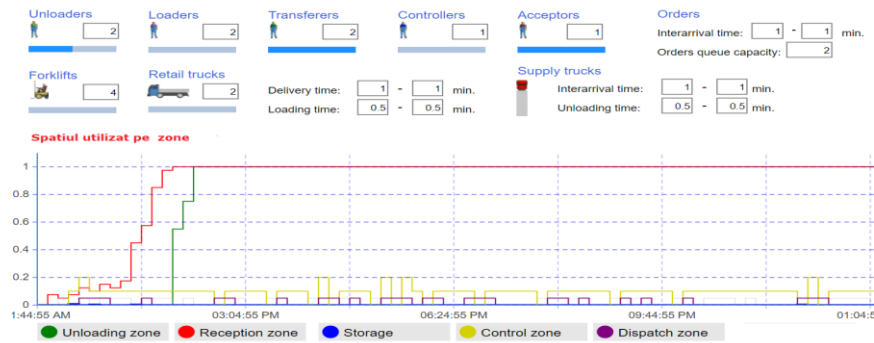 Unloaders Loaders Transferers Controllers Acceptors Orders
2 2 2 1 1 Interarrival time: 1 - 1 min.
Orders queue capacity: 2
Forklifts Retail trucks Supply trucks
4 2 Delivery time: 1 - 1 min. Interarrival time: 1 - 1 min.
Loading time: 0.5 - 0.5 min. Unloading time: 0.5 - 0.5 min.
Spatiul utilizat pe zone
1
0.8
0.6
0.4
0.2
0
1:44:55 AM 03:04:55 PM 06:24:55 PM 09:44:55 PM 01:04:5
Unloading zone Reception zone Storage Control zone Dispatch zone